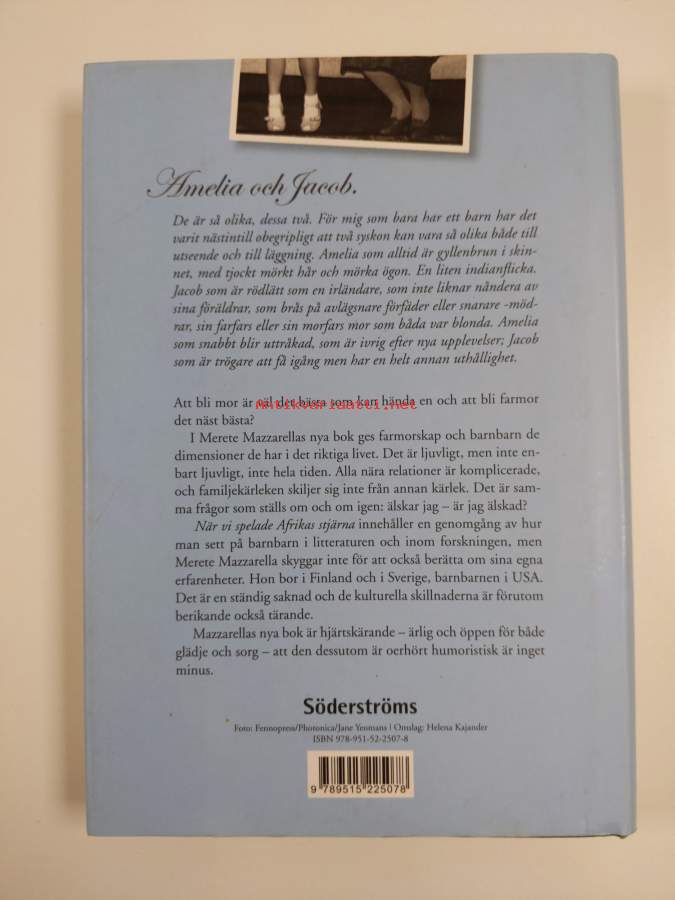 Amelia och Jacob.
De är så olika, dessa två. För mig som bara har ett barn har det
varit nästintill obegripligt att två syskon kan vara så olika både till
utseende och till läggning. Amelia som alltid är gyllenbrun i skin-
net, med tjockt mörkt hår och mörka ögon. En liten indianflicka.
Jacob som är rödlätt som en irländare, som inte liknar nåndera av
sina föräldrar, som brås på avlägsnare förfäder eller snarare -möd-
rar, sin farfars eller sin morfars mor som båda var blonda. Amelia
som snabbt blir uttråkad, som är ivrig efter nya upplevelser; Jacob
som är trögare att få igång men har en helt annan uthållighet.
Att bli mor är väl det bästa som kan hända en och att bli farmor
antikvariaatti.net
det näst bästa?
I Merete Mazzarellas nya bok ges farmorskap och barnbarn de
dimensioner de har i det riktiga livet. Det är ljuvligt, men inte en-
bart ljuvligt, inte hela tiden. Alla nära relationer är komplicerade,
och familjekärleken skiljer sig inte från annan kärlek. Det är sam-
ma frågor som ställs om och om igen: älskar jag – är jag älskad?
När vi spelade Afrikas stjärna innehåller en genomgång av hur
man sett på barnbarn i litteraturen och inom forskningen, men
Merete Mazzarella skyggar inte för att också berätta om sina egna
erfarenheter. Hon bor i Finland och i Sverige, barnbarnen i USA.
Det är en ständig saknad och de kulturella skillnaderna är förutom
berikande också tärande.
Mazzarellas nya bok är hjärtskärande – ärlig och öppen för både
glädje och sorg – att den dessutom är oerhört humoristisk är inget
minus.
Söderströms
Foto: Fennopress/Photonica/Jane Yeomans | Omslag: Helena Kajander
ISBN 978-951-52-2507-8
9 789515 225078